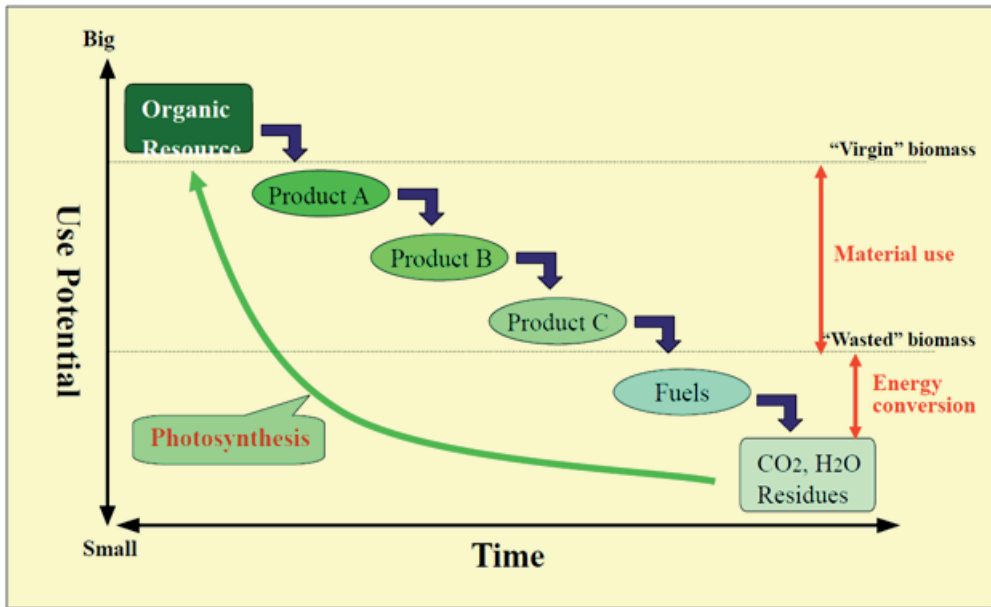 Big
Organic
Resource
“Virgin” biomass
Product A
Product B
Material use
Product C
“Wasted” biomass
Use Potential
Fuels
Energy
conversion
Photosynthesis
CO2, H2O
Residues
Small
Time